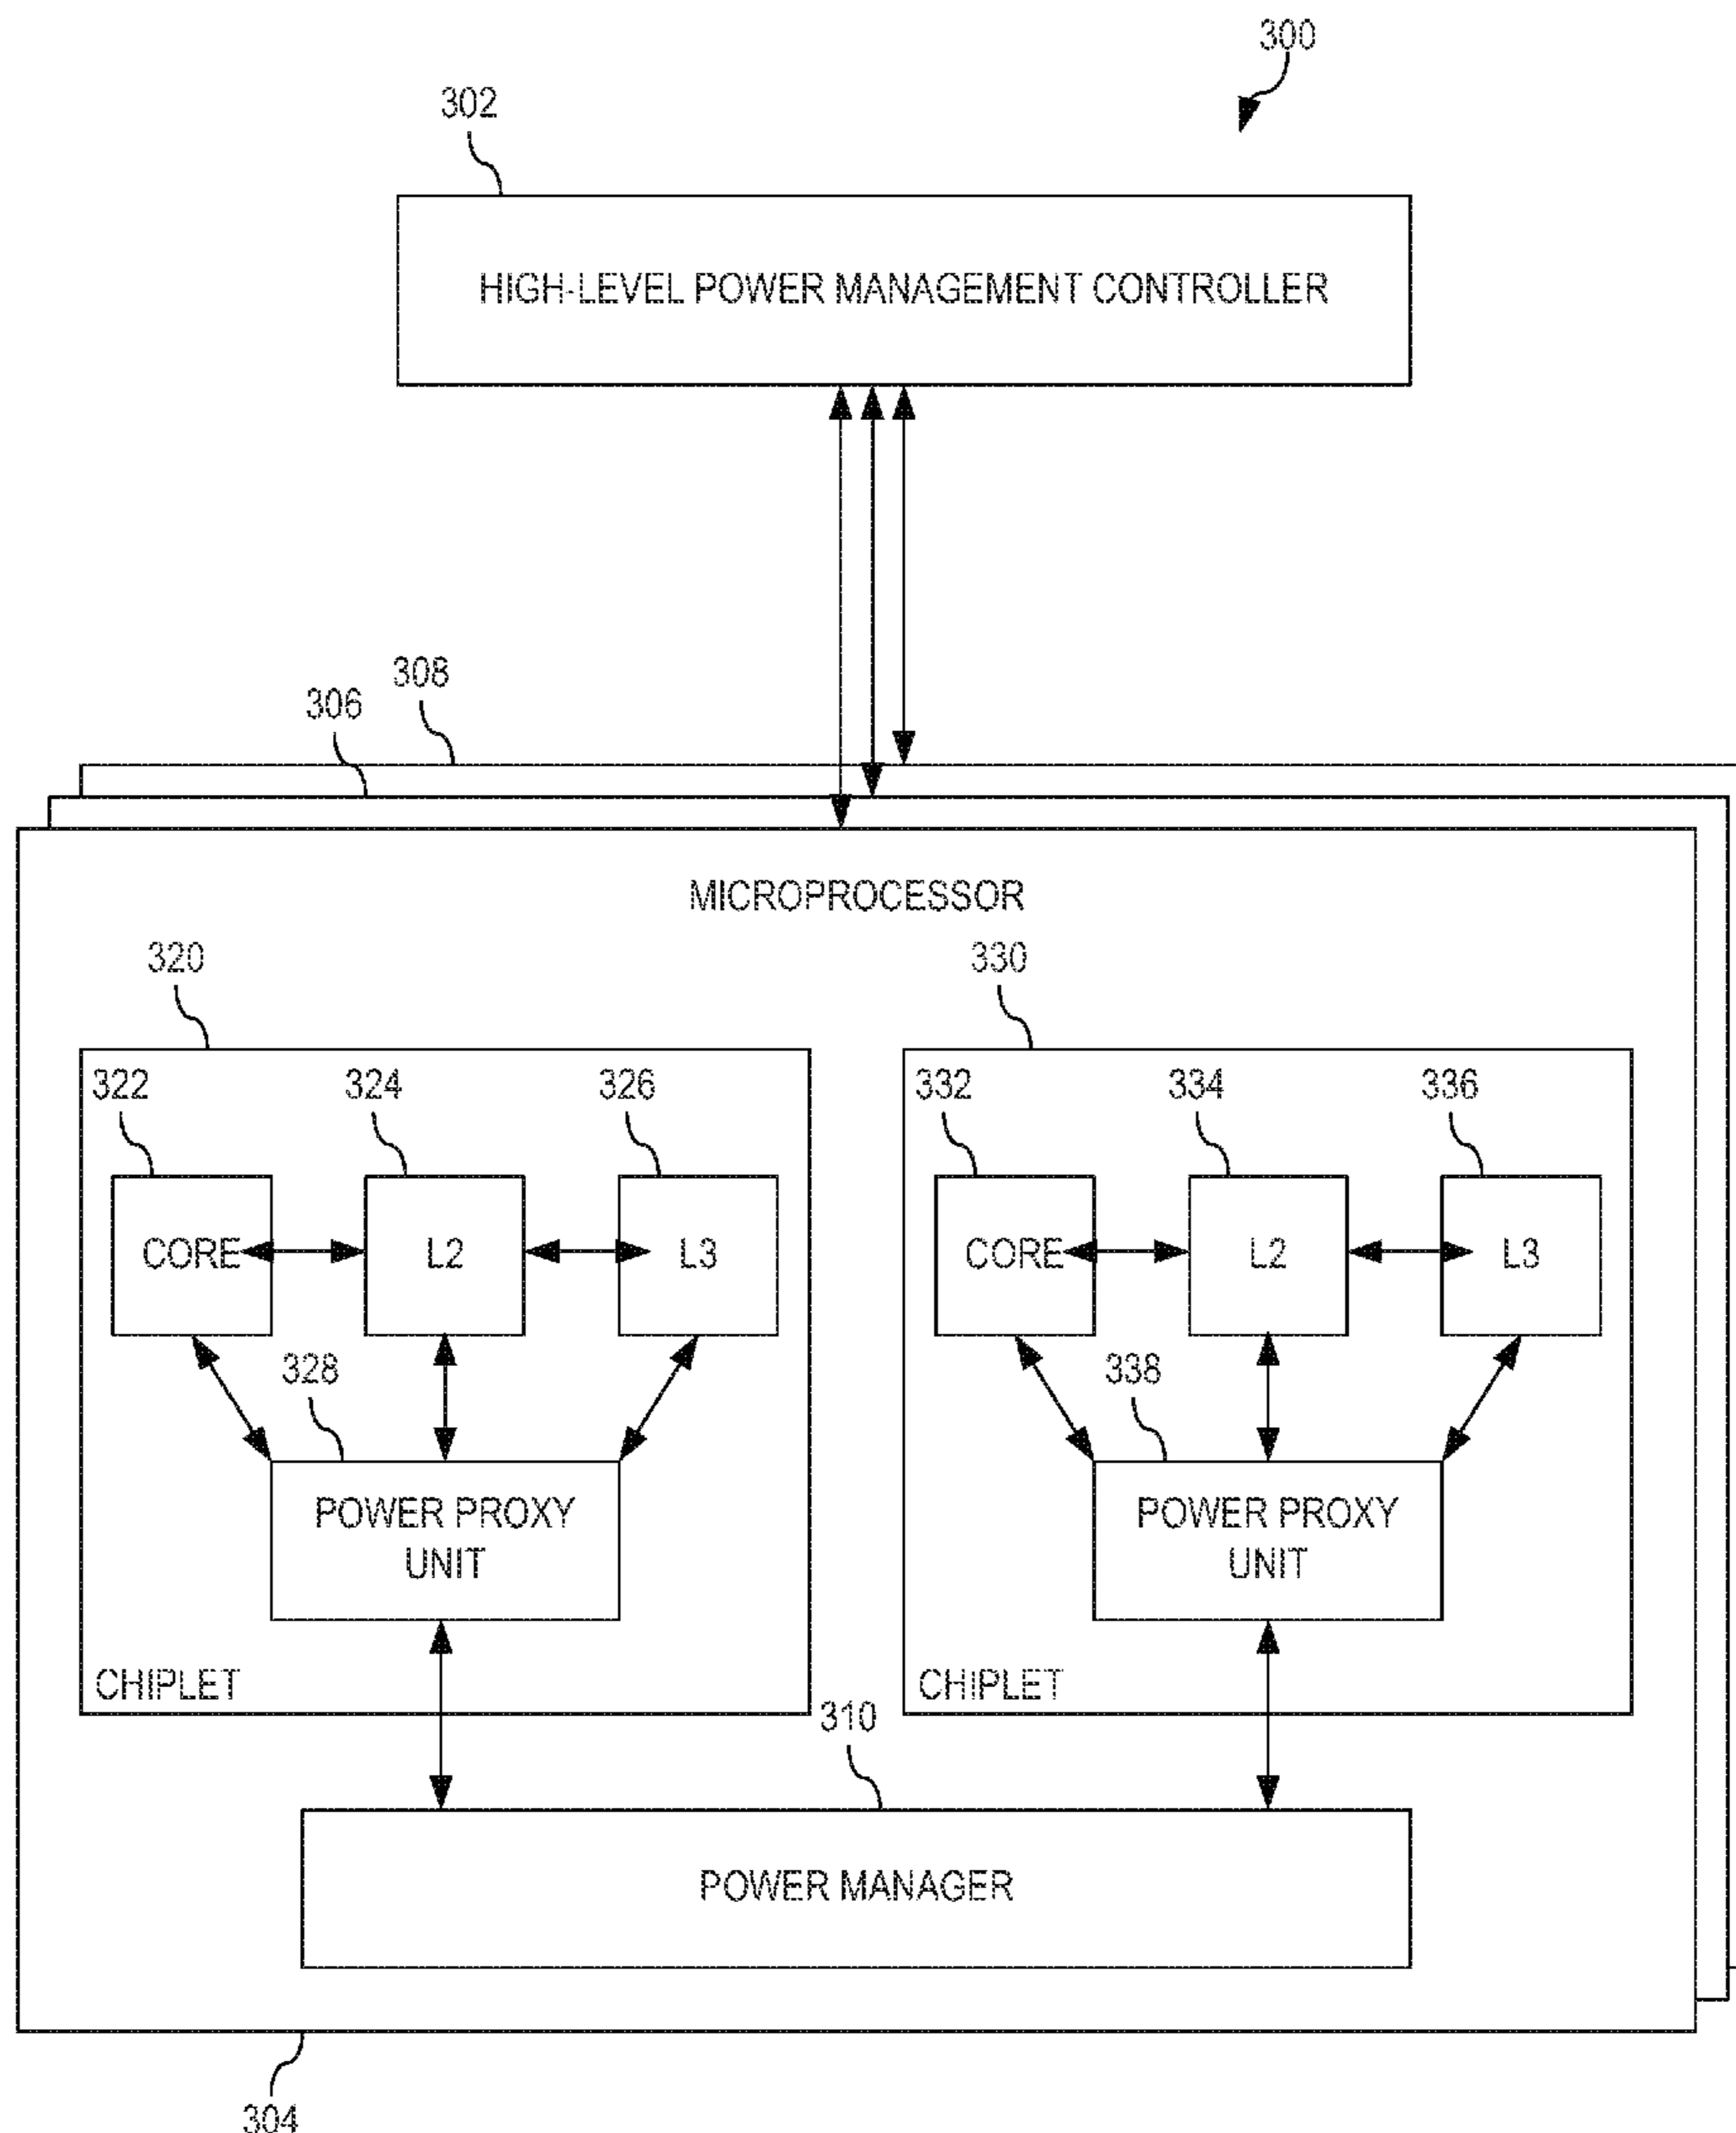 300
302
HIGH-LEVEL POWER MANAGEMENT CONTROLLER
308
306
MICROPROCESSOR
320
330
322
324
326
332
334
336
CORE
L2
L3
CORE
L2
L3
328
338
POWER PROXY
UNIT
POWER PROXY
UNIT
CHIPLET
CHIPLET
310
POWER MANAGER
304